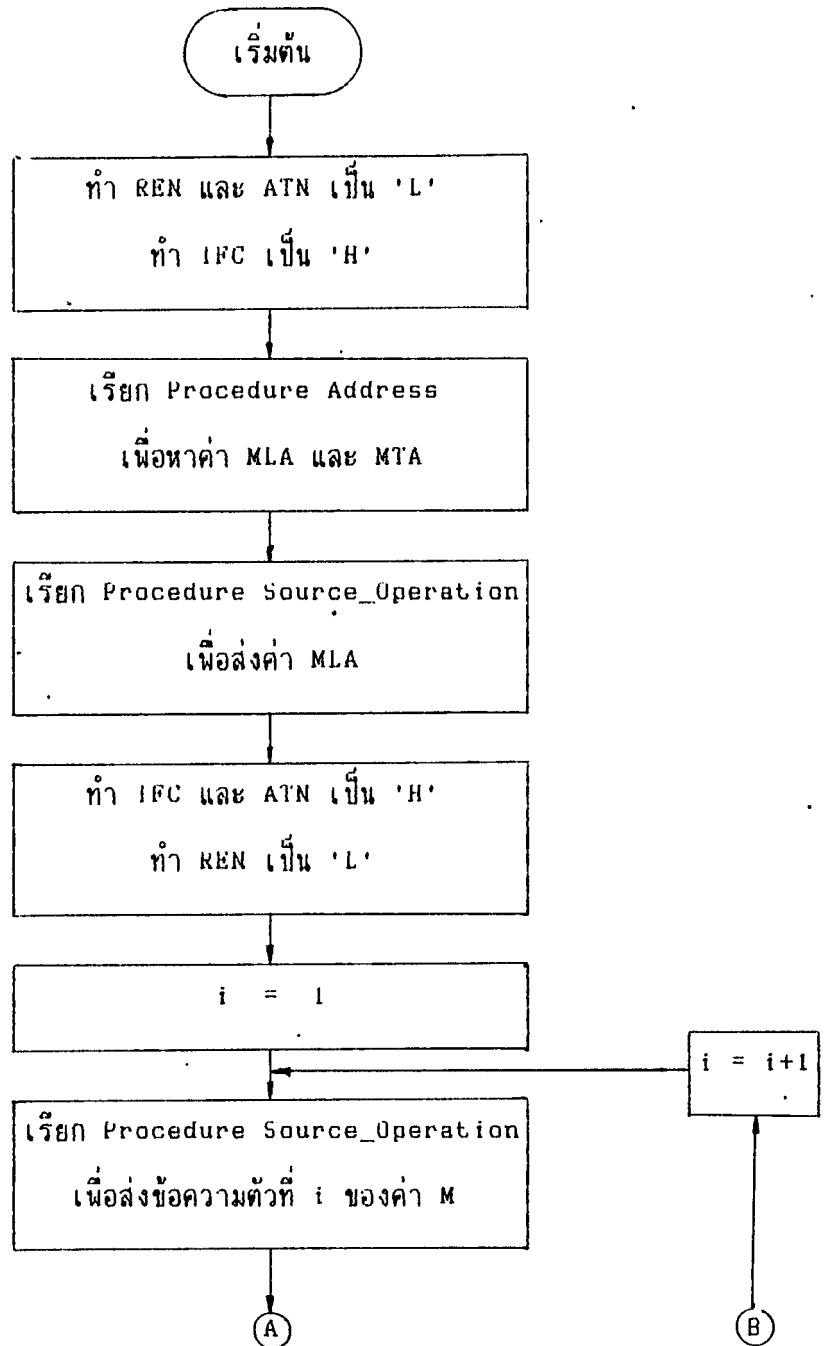 เริ่มต้น
ทำ REN และ ATN เป็น 'L'
ทำ IFC เป็น 'H'
เรียก Procedure Address
เพื่อหาค่า MLA และ MTA
เรียก Procedure Source_Operation
เพื่อส่งค่า MLA
ทำ IFC และ ATN เป็น 'H'
ทำ REN เป็น 'L'
i = 1
i = i+1
เรียก Procedure Source_Operation
เพื่อส่งข้อความตัวที่ i ของค่า M
A
B